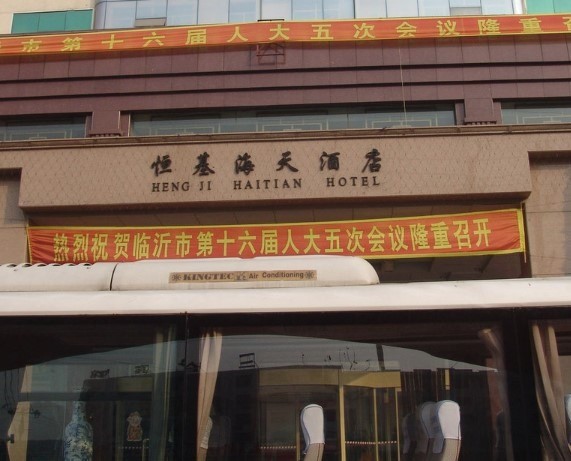 市第十六届人大五次会议隆重召
恒基海天酒店
HENG JI HAITIAN HOTEL
热烈祝贺临沂市第十六届人大五次会议隆重召开
KINGTEC Air Conditioning